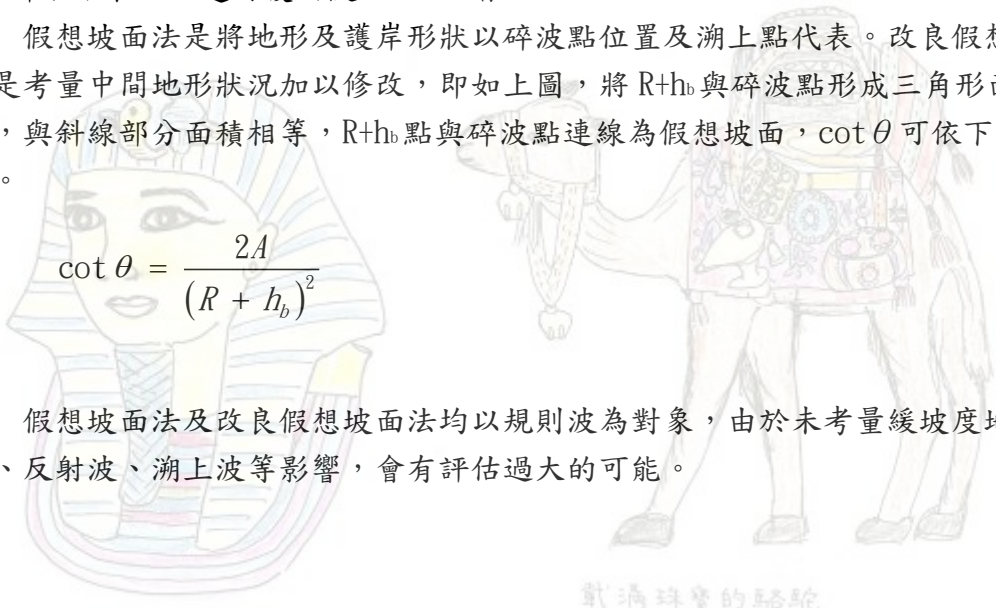 假想坡面法是將地形及護岸形狀以碎波點位置及溯上點代表。改良假想
是考量中間地形狀況加以修改，即如上圖，將 R+h_b 與碎波點形成三角形
，與斜線部分面積相等，R+h_b 點與碎波點連線為假想坡面，cot θ 可依下
。
cot θ = 2A / (R + h_b)^2
假想坡面法及改良假想坡面法均以規則波為對象，由於未考量緩坡度
、反射波、溯上波等影響，會有評估過大的可能。
戴滿珠寶的駱駝